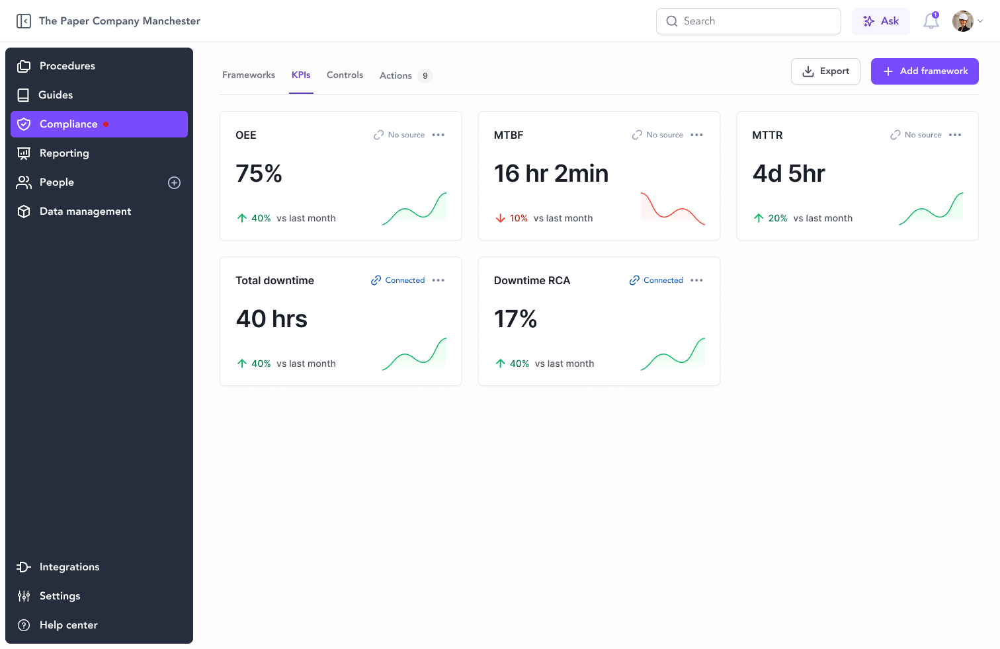 The Paper Company Manchester
Search
Ask
1
Procedures
Guides
Compliance
Reporting
People
Data management
Integrations
Settings
Help center
Frameworks
KPIs
Controls
Actions 9
Export
Add framework
OEE
No source
75%
40% vs last month
MTBF
No source
16 hr 2min
10% vs last month
MTTR
No source
4d 5hr
20% vs last month
Total downtime
Connected
40 hrs
40% vs last month
Downtime RCA
Connected
17%
40% vs last month